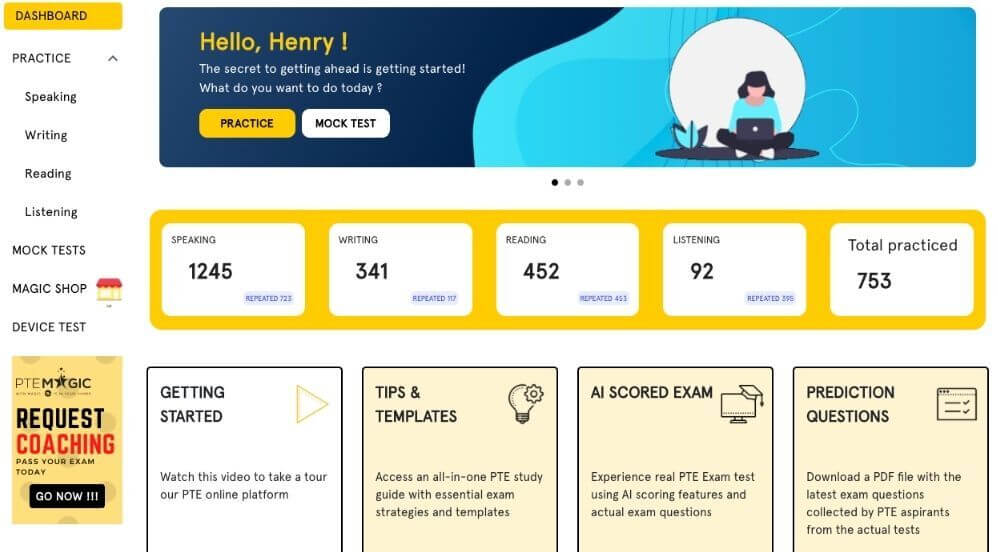 DASHBOARD
PRACTICE
Speaking
Writing
Reading
Listening
MOCK TESTS
MAGIC SHOP
DEVICE TEST
PTEMAGIC
REQUEST
COACHING
PASS YOUR EXAM
TODAY
GO NOW !!!
Hello, Henry !
The secret to getting ahead is getting started!
What do you want to do today ?
PRACTICE MOCK TEST
SPEAKING
1245
REPEATED 723
WRITING
341
REPEATED 117
READING
452
REPEATED 453
LISTENING
92
REPEATED 395
Total practiced
753
GETTING
STARTED
Watch this video to take a tour
our PTE online platform
TIPS &
TEMPLATES
Access an all-in-one PTE study
guide with essential exam
strategies and templates
AI SCORED EXAM
Experience real PTE Exam test
using AI scoring features and
actual exam questions
PREDICTION
QUESTIONS
Download a PDF file with the
latest exam questions
collected by PTE aspirants
from the actual tests